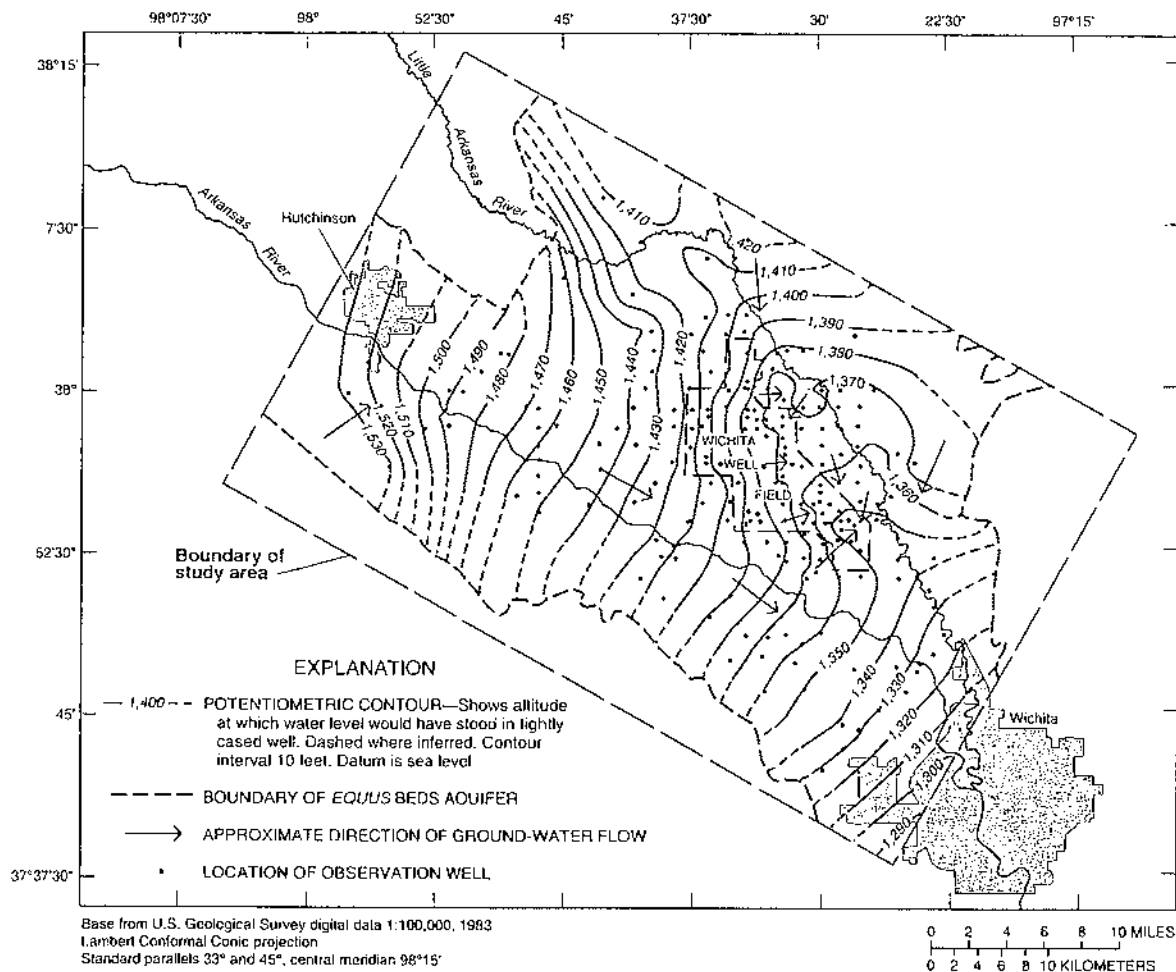 98°07'30" 98° 52'30" 45' 37'30" 30' 22'30" 97°15'
38°15'
7'30"
38°
52'30"
45'
37°37'30"
Little
Arkansas
River
Arkansas
River
Hutchinson
1,410
1,420
1,410
1,400
1,390
1,380
1,370
1,360
1,500
1,490
1,480
1,470
1,460
1,450
1,440
1,430
1,420
1,510
1,520
1,530
WICHITA
WELL
FIELD
1,350
1,340
1,330
1,320
1,310
1,300
1,290
Wichita
Boundary of
study area
EXPLANATION
1,400 POTENTIOMETRIC CONTOUR—Shows altitude
at which water level would have stood in tightly
cased well. Dashed where inferred. Contour
interval 10 feet. Datum is sea level
BOUNDARY OF EQUUS BEDS AQUIFER
APPROXIMATE DIRECTION OF GROUND-WATER FLOW
LOCATION OF OBSERVATION WELL
Base from U.S. Geological Survey digital data 1:100,000, 1983
Lambert Conformal Conic projection
Standard parallels 33° and 45°, central meridian 98°15'
0 2 4 6 8 10 MILES
0 2 4 6 8 10 KILOMETERS